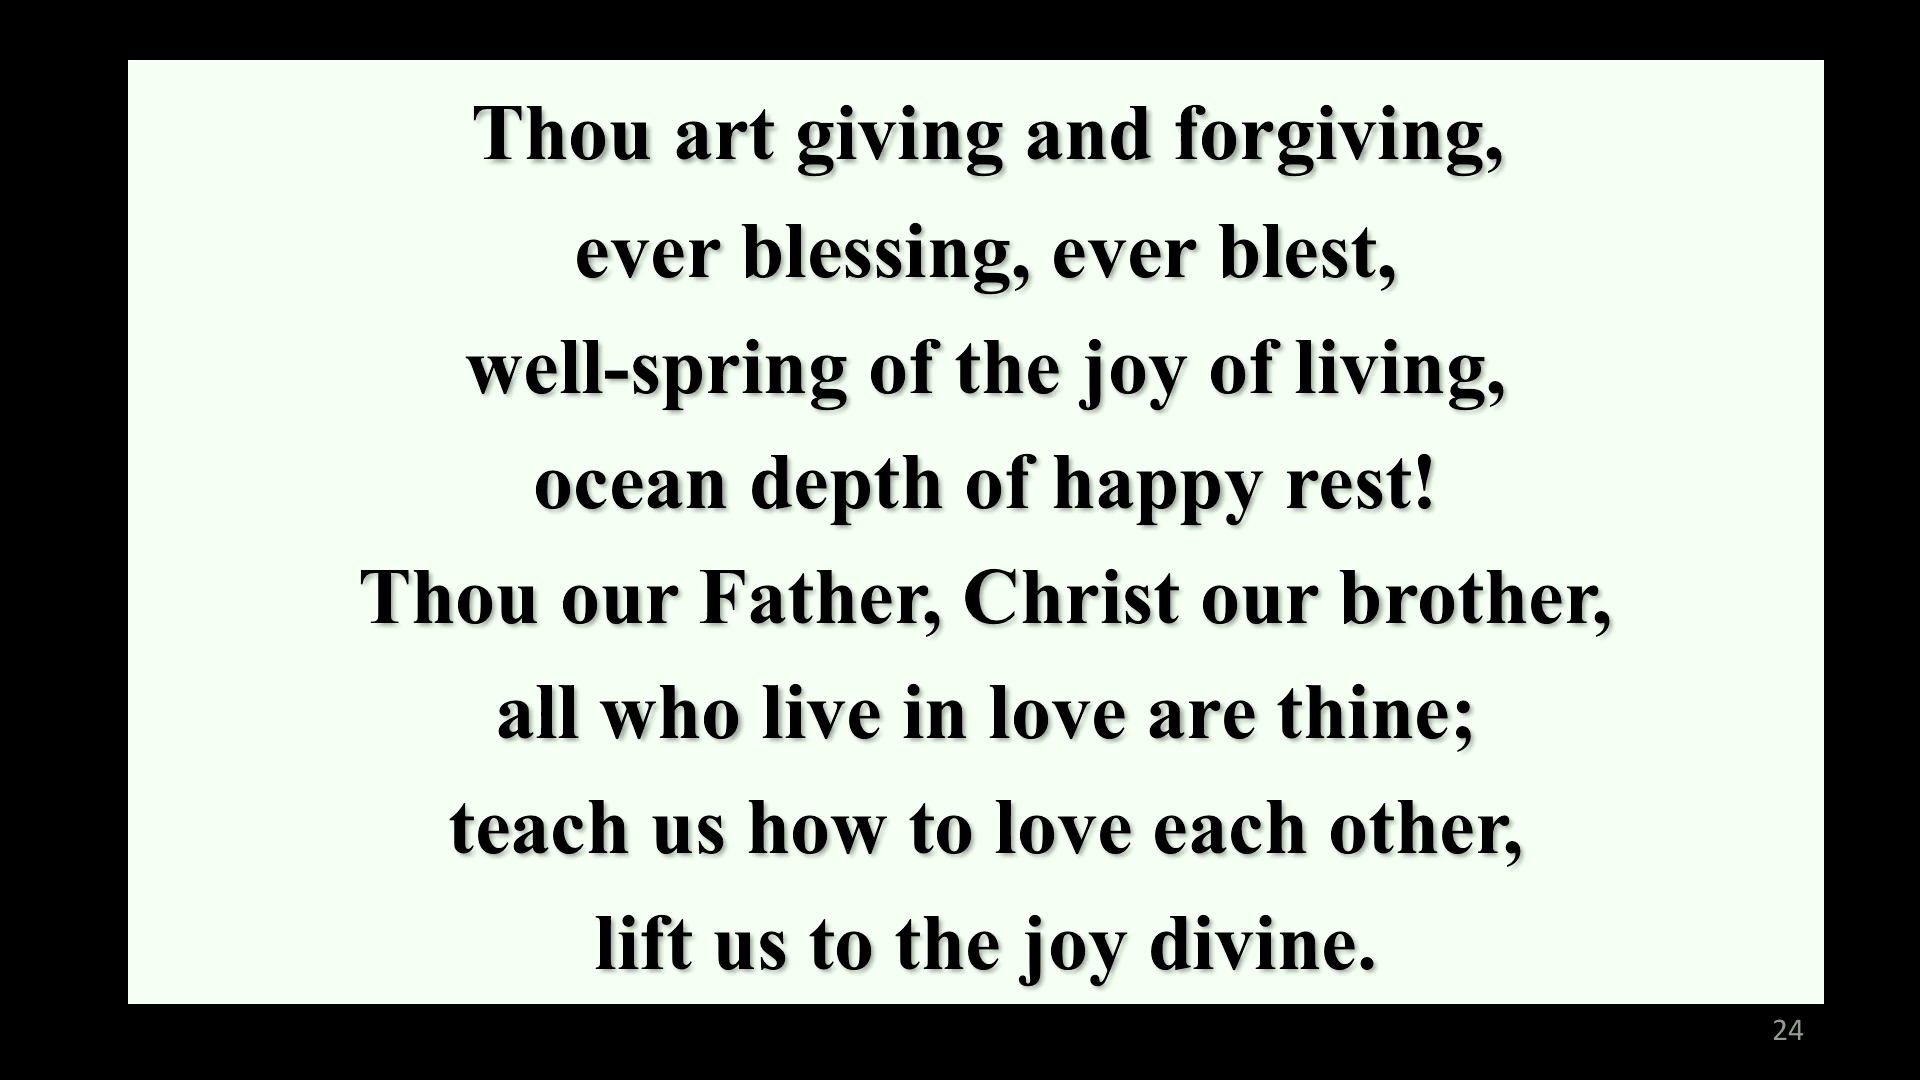 Thou art giving and forgiving,
ever blessing, ever blest,
well-spring of the joy of living,
ocean depth of happy rest!
Thou our Father, Christ our brother,
all who live in love are thine;
teach us how to love each other,
lift us to the joy divine.
24